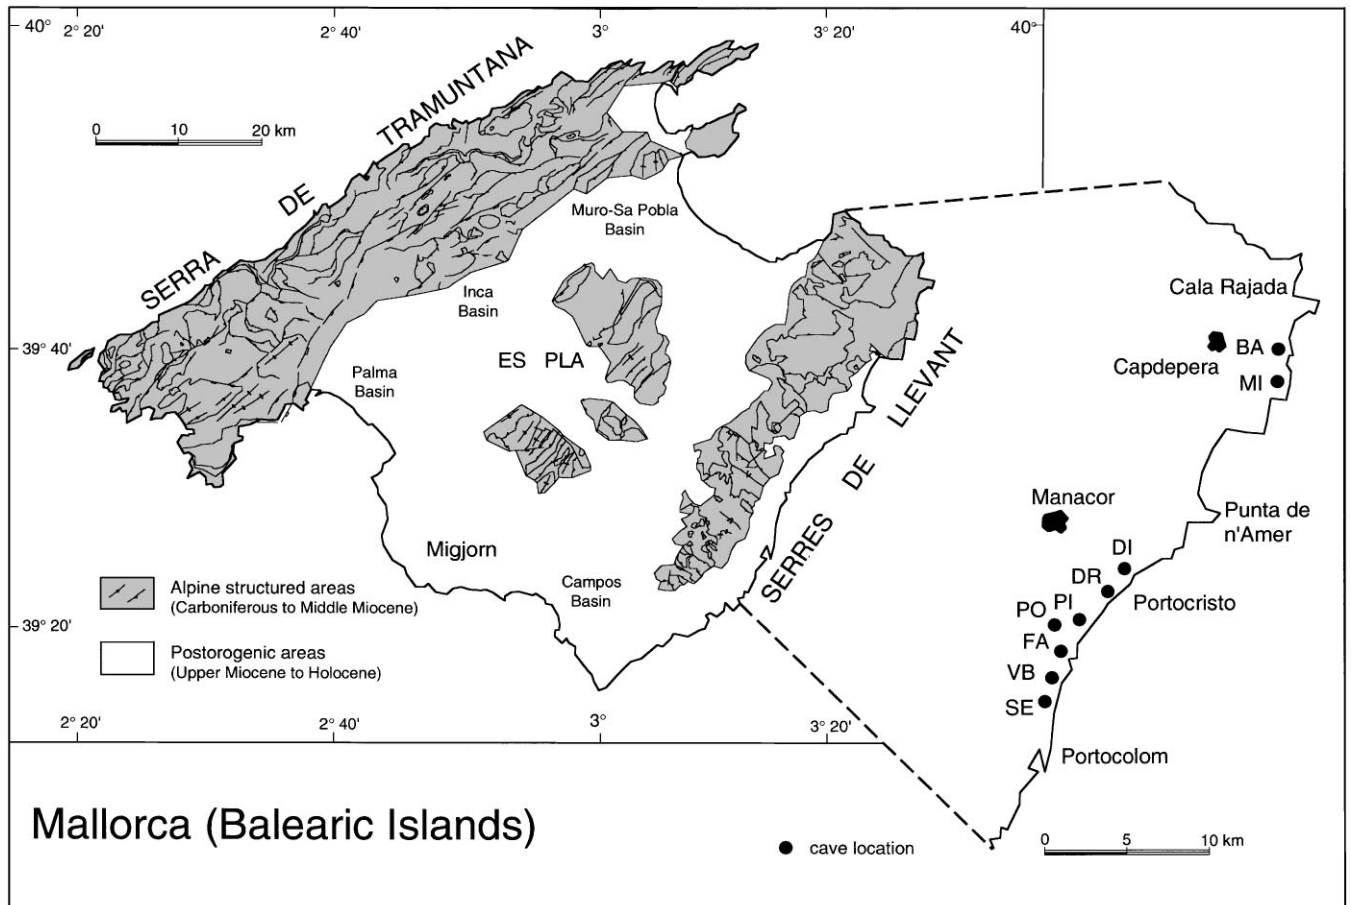 40°
2° 20'
2° 40'
3°
3° 20'
40°
SERRA DE TRAMUNTANA
0 10 20 km
Muro-Sa Pobla
Basin
Inca
Basin
Cala Rajada
39° 40'
ES PLA
Palma
Basin
BA
Capdepera
MI
SERRES DE LLEVANT
Manacor
Punta de
n'Amer
Migjorn
DI
DR
Campos
Basin
Alpine structured areas
(Carboniferous to Middle Miocene)
PI
PO
Portocristo
39° 20'
FA
Postorogenic areas
(Upper Miocene to Holocene)
VB
SE
2° 20'
2° 40'
3°
3° 20'
Portocolom
Mallorca (Balearic Islands)
cave location
0 5 10 km